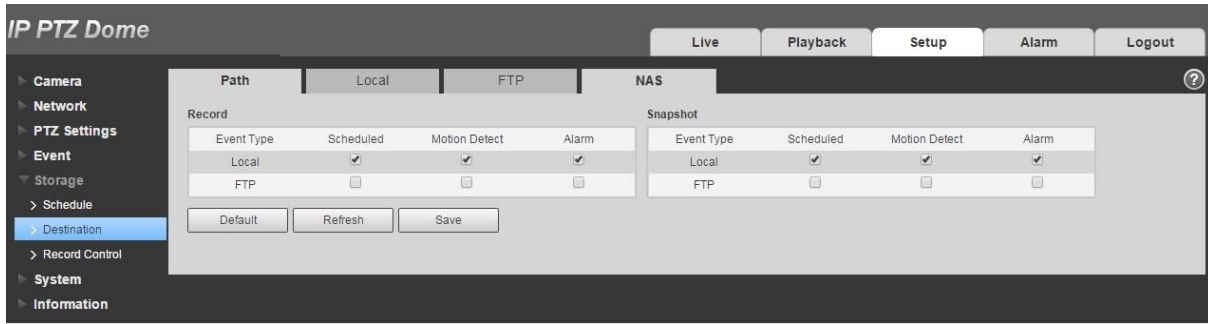 IP PTZ Dome
Live Playback Setup Alarm Logout
Camera
Network
PTZ Settings
Event
Storage
Schedule
Destination
Record Control
System
Information
Path Local FTP NAS
?
Record
Event Type Scheduled Motion Detect Alarm
Local
FTP
Snapshot
Event Type Scheduled Motion Detect Alarm
Local
FTP
Default Refresh Save